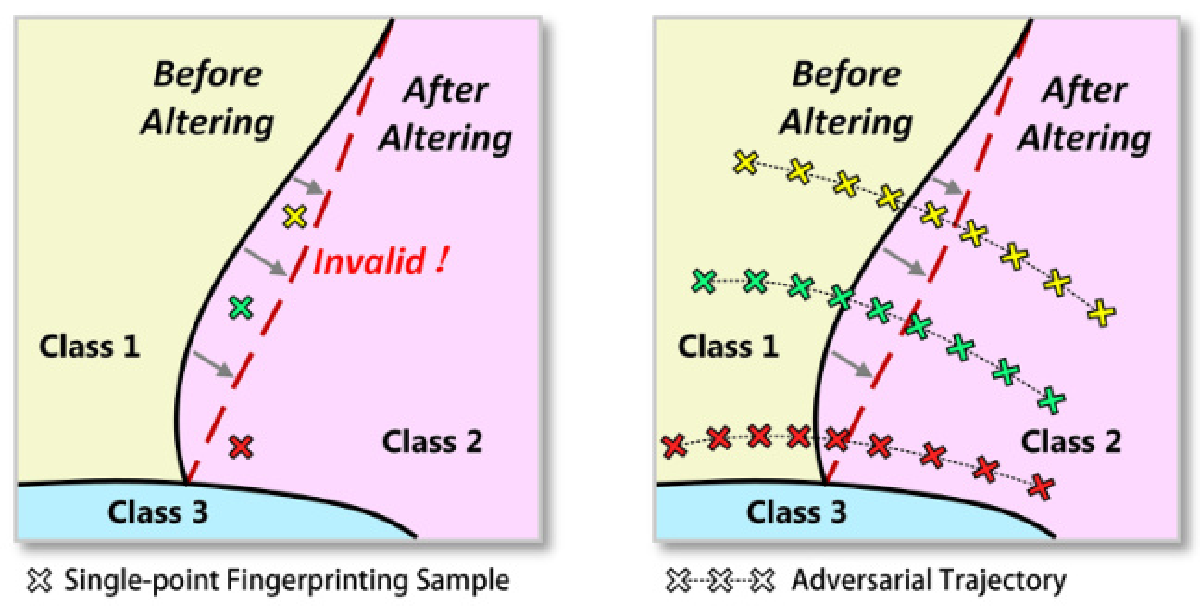 Before
Altering
After
Altering
Invalid !
Class 1
Class 2
Class 3
Single-point Fingerprinting Sample
Before
Altering
After
Altering
Class 1
Class 2
Class 3
Adversarial Trajectory